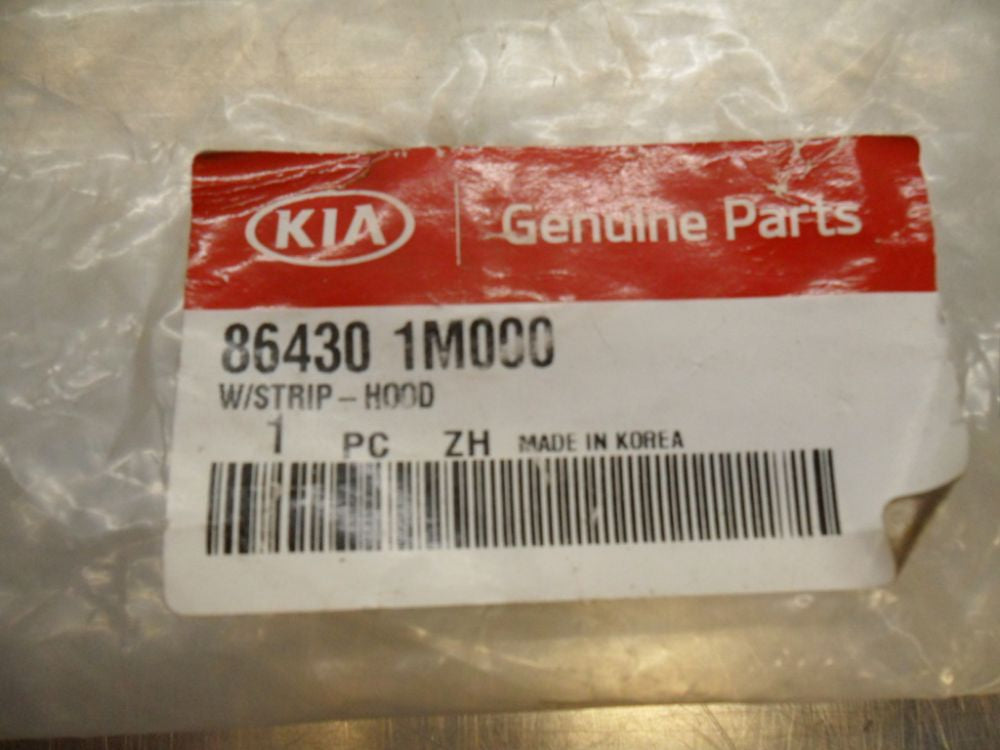 KIA Genuine Parts
86430 1M000
W/STRIP – HOOD
1 PC ZH MADE IN KOREA